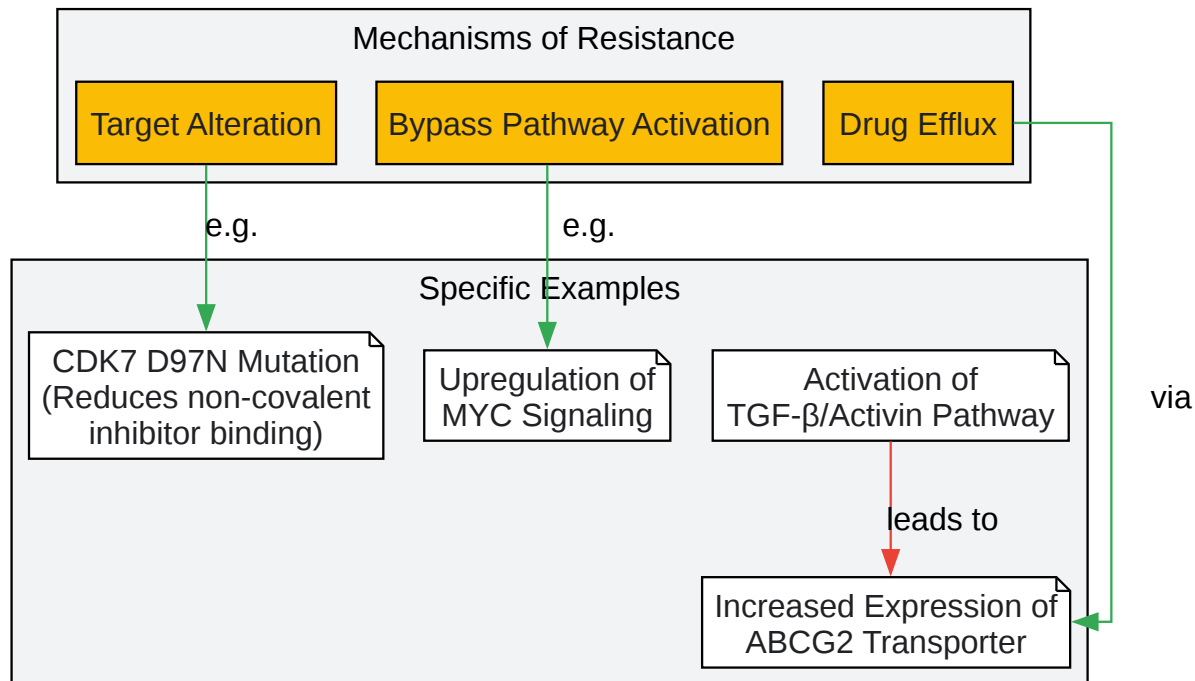 Mechanisms of Resistance
Target Alteration
Bypass Pathway Activation
Drug Efflux
e.g.
e.g.
via
Specific Examples
CDK7 D97N Mutation
(Reduces non-covalent
inhibitor binding)
Upregulation of
MYC Signaling
Activation of
TGF-β/Activin Pathway
leads to
Increased Expression of
ABCG2 Transporter